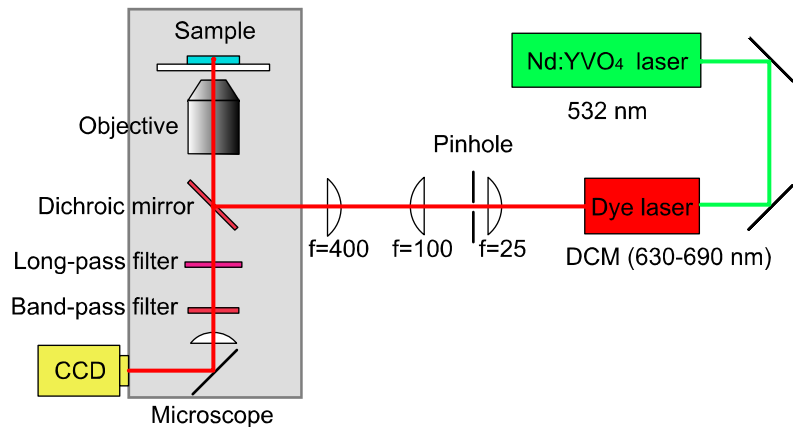 Sample
Nd:YVO₄ laser
532 nm
Objective
Pinhole
Dichroic mirror
Dye laser
f=400
f=100
f=25
DCM (630-690 nm)
Long-pass filter
Band-pass filter
CCD
Microscope